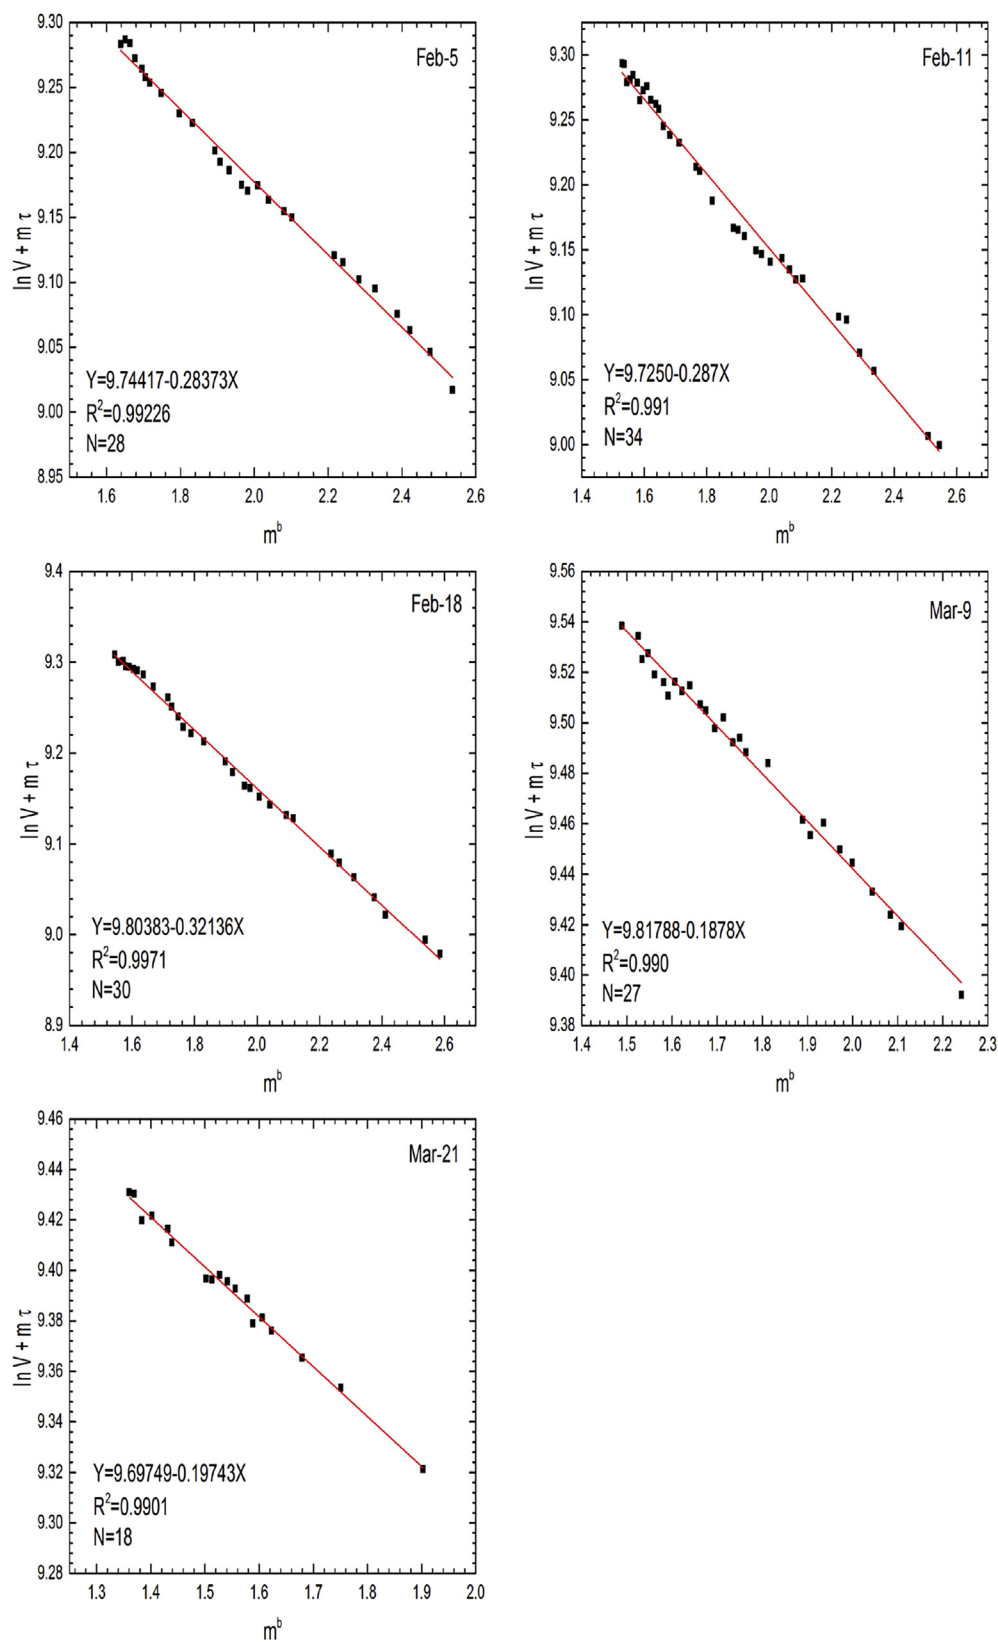 9.30
9.25
9.20
9.15
9.10
9.05
9.00
8.95
ln V + m τ
Feb-5
Y=9.74417-0.28373X
R²=0.99226
N=28
1.6 1.8 2.0 2.2 2.4 2.6
mᵇ
9.30
9.25
9.20
9.15
9.10
9.05
9.00
ln V + m τ
Feb-11
Y=9.7250-0.287X
R²=0.991
N=34
1.4 1.6 1.8 2.0 2.2 2.4 2.6
mᵇ
9.4
9.3
9.2
9.1
9.0
8.9
ln V + m τ
Feb-18
Y=9.80383-0.32136X
R²=0.9971
N=30
1.4 1.6 1.8 2.0 2.2 2.4 2.6
mᵇ
9.56
9.54
9.52
9.50
9.48
9.46
9.44
9.42
9.40
9.38
ln V + m τ
Mar-9
Y=9.81788-0.1878X
R²=0.990
N=27
1.4 1.5 1.6 1.7 1.8 1.9 2.0 2.1 2.2 2.3
mᵇ
9.46
9.44
9.42
9.40
9.38
9.36
9.34
9.32
9.30
9.28
ln V + m τ
Mar-21
Y=9.69749-0.19743X
R²=0.9901
N=18
1.3 1.4 1.5 1.6 1.7 1.8 1.9 2.0
mᵇ